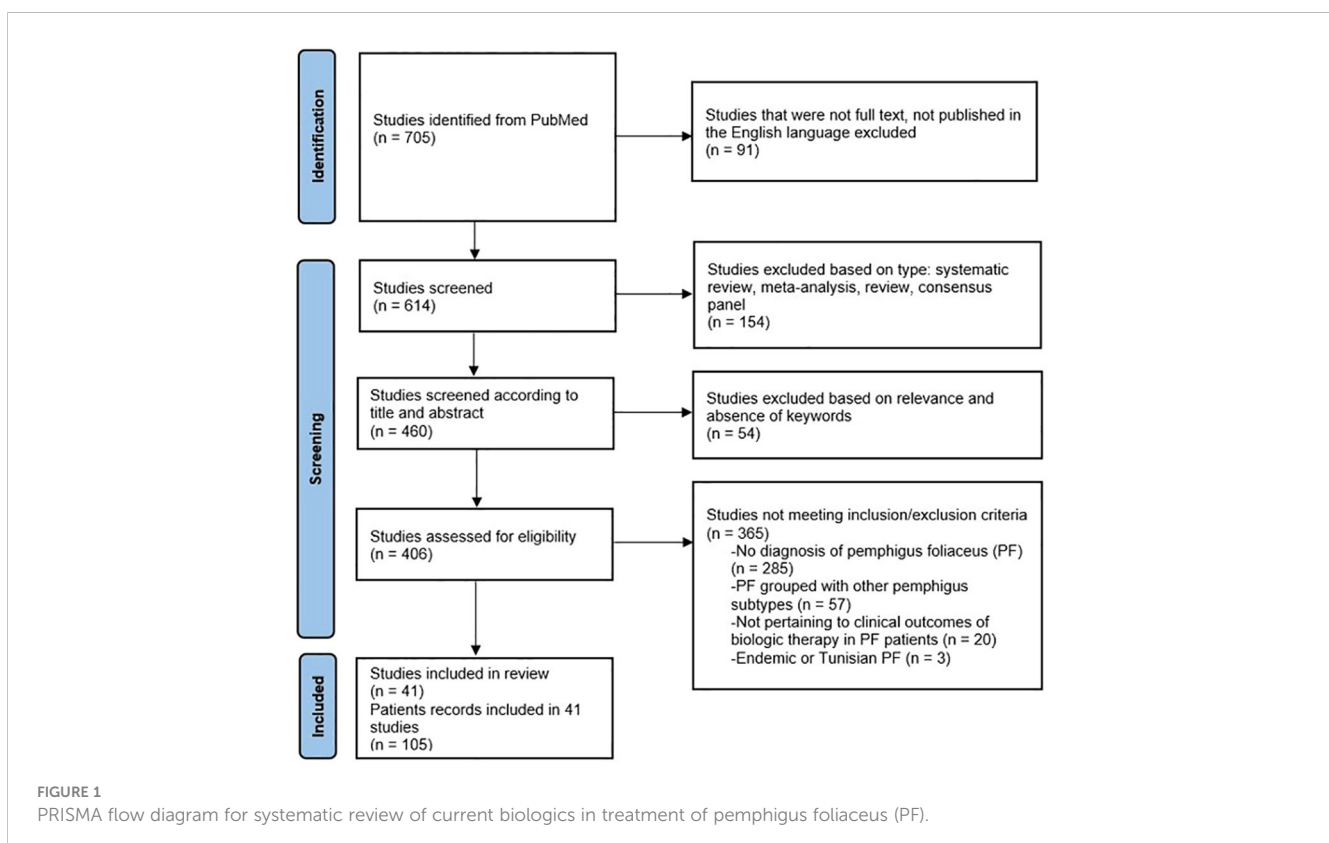 Identification
Studies identified from PubMed
(n = 705)
Studies that were not full text, not published in
the English language excluded
(n = 91)
Screening
Studies screened
(n = 614)
Studies excluded based on type: systematic
review, meta-analysis, review, consensus
panel
(n = 154)
Studies screened according to
title and abstract
(n = 460)
Studies excluded based on relevance and
absence of keywords
(n = 54)
Studies assessed for eligibility
(n = 406)
Studies not meeting inclusion/exclusion criteria
(n = 365)
-No diagnosis of pemphigus foliaceus (PF)
(n = 285)
-PF grouped with other pemphigus
subtypes (n = 57)
-Not pertaining to clinical outcomes of
biologic therapy in PF patients (n = 20)
-Endemic or Tunisian PF (n = 3)
Included
Studies included in review
(n = 41)
Patients records included in 41
studies
(n = 105)
FIGURE 1
PRISMA flow diagram for systematic review of current biologics in treatment of pemphigus foliaceus (PF).